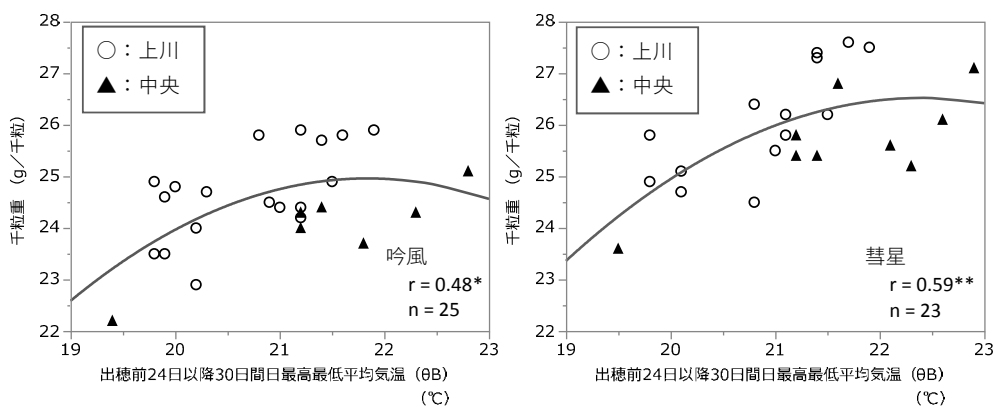 28
27
26
25
24
23
22
千粒重 (g/千粒)
○:上川
▲:中央
吟風
r = 0.48*
n = 25
19 20 21 22 23
出穂前24日以降30日間日最高最低平均気温(θB)
(℃)
28
27
26
25
24
23
22
千粒重 (g/千粒)
○:上川
▲:中央
彗星
r = 0.59**
n = 23
19 20 21 22 23
出穂前24日以降30日間日最高最低平均気温(θB)
(℃)